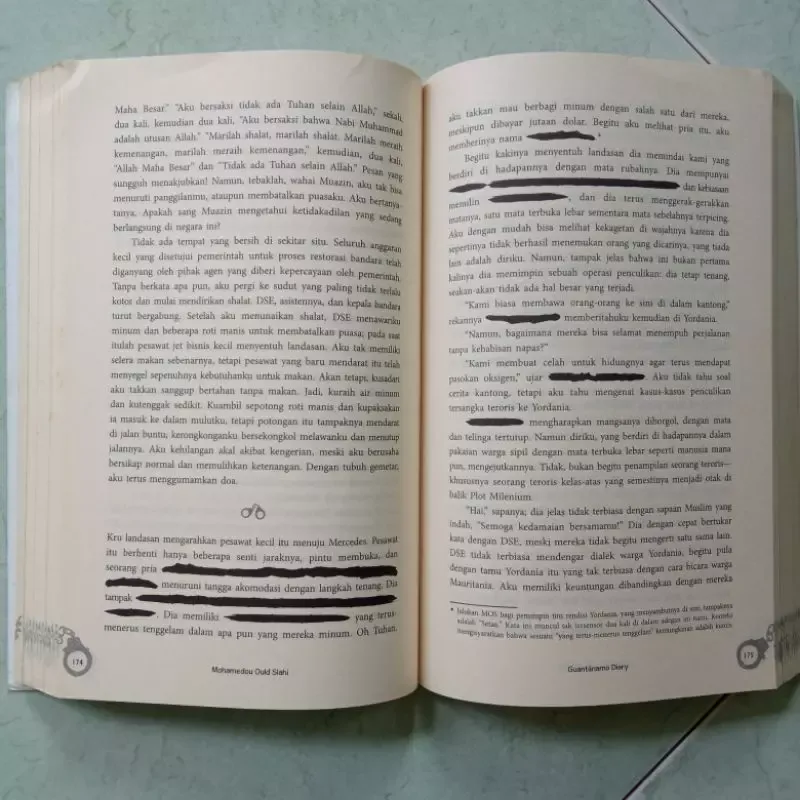 Maha Besar." "Aku bersaksi tidak ada Tuhan selain Allah," sekali,
dua kali, kemudian, dua kali, "Aku bersaksi bahwa Nabi Muhammad
adalah utusan Allah." "Marilah shalat, marilah shalat. Marilah meraih
kemenangan, marilah meraih kemenangan," kemudian, dua kali,
"Allah Maha Besar" dan "Tidak ada Tuhan selain Allah." Pesan yang
sungguh menakjubkan! Namun, tebaklah, wahai Muazin, aku tak bisa
menuruti panggilanmu, ataupun membatalkan puasaku. Aku bertanya-
tanya, Apakah sang Muazin mengetahui ketidakadilan yang sedang
berlangsung di negara ini?
Tidak ada tempat yang bersih di sekitar situ. Seluruh anggaran
kecil yang disetujui pemerintah untuk proses restorasi bandara telah
diganyang oleh pihak agen yang diberi kepercayaan oleh pemerintah.
Tanpa berkata apa pun, aku pergi ke sudut yang paling tidak terlalu
kotor dan mulai mendirikan shalat. DSE, asistennya, dan kepala bandara
turut bergabung. Setelah aku menunaikan shalat, DSE menawariku
minum dan beberapa roti manis untuk membatalkan puasa; pada saat
itulah pesawat jet bisnis kecil menyentuh landasan. Aku tak memiliki
selera makan sebenarnya, tetapi pesawat yang baru mendarat itu telah
menyegel sepenuhnya kebutuhanku untuk makan. Akan tetapi, kusadari
aku takkan sanggup bertahan tanpa makan. Jadi, kuraih air minum
dan kutenggak sedikit. Kuambil sepotong roti manis dan kupaksakan
ia masuk ke dalam mulutku, tetapi potongan itu tampaknya mendarat
di jalan buntu; kerongkonganku bersekongkol melawanku dan menutup
jalannya. Aku kehilangan akal akibat kengerian, meski aku berusaha
bersikap normal dan memulihkan ketenangan. Dengan tubuh gemetar,
aku terus menggumamkan doa.
Kru landasan mengarahkan pesawat kecil itu menuju Mercedes. Pesawat
itu berhenti hanya beberapa senti jaraknya, pintu membuka, dan
seorang pria
menuruni tangga akomodasi dengan langkah tenang. Dia
tampak
. Dia memiliki yang terus-
menerus tenggelam dalam apa pun yang mereka minum. Oh Tuhan,
174
Mohamedou Ould Slahi
aku takkan mau berbagi minum dengan salah satu dari mereka,
meskipun dibayar jutaan dolar. Begitu aku melihat pria itu, aku
memberinya nama .*
Begitu kakinya menyentuh landasan dia memindai kami yang
berdiri di hadapannya dengan mata rubahnya. Dia mempunyai
dan kebiasaan
memilin , dan dia terus menggerak-gerakkan
matanya, satu mata terbuka lebar sementara mata sebelahnya terpicing.
Aku dengan mudah bisa melihat kekagetan di wajahnya karena dia
sepertinya tidak berhasil menemukan orang yang dicarinya, yang tiada
lain adalah diriku. Namun, tampak jelas bahwa ini bukan pertama
kalinya dia memimpin sebuah operasi penculikan: dia tetap tenang,
seakan-akan tidak ada hal besar yang terjadi.
"Kami biasa membawa orang-orang ke sini di dalam kantong,"
rekannya memberitahuku kemudian di Yordania.
"Namun, bagaimana mereka bisa selamat menempuh perjalanan
tanpa kehabisan napas?"
"Kami membuat celah untuk hidungnya agar terus mendapat
pasokan oksigen," ujar . Aku tidak tahu soal
cerita kantong, tetapi aku tahu mengenai kasus-kasus penculikan
tersangka teroris ke Yordania.
mengharapkan mangsanya diborgol, dengan mata
dan telinga tertutup. Namun diriku, yang berdiri di hadapannya dalam
pakaian warga sipil dengan mata terbuka lebar seperti manusia mana
pun, mengejutkannya. Tidak, bukan begini penampilan seorang teroris—
khususnya seorang teroris kelas-atas yang semestinya menjadi otak di
balik Plot Milenium.
"Hai," sapanya; dia jelas tidak terbiasa dengan sapaan Muslim yang
indah, "Semoga kedamaian bersamamu!" Dia dengan cepat bertukar
kata dengan DSE, meski mereka tidak begitu mengerti satu sama lain.
DSE tidak terbiasa mendengar dialek warga Yordania, begitu pula
dengan tamu Yordania itu yang tak terbiasa dengan cara bicara warga
Mauritania. Aku memiliki keuntungan dibandingkan dengan mereka
* Julukan MOS bagi pemimpin tim rendisi Yordania, yang menyambutnya di sini, tampaknya
adalah "Setan." Kata ini muncul tak tersensor dua kali di dalam adegan ini nanti. Konteks
mengisyaratkan bahwa sesuatu "yang terus-menerus tenggelam" kemungkinan adalah kumis
175
Guantánamo Diary